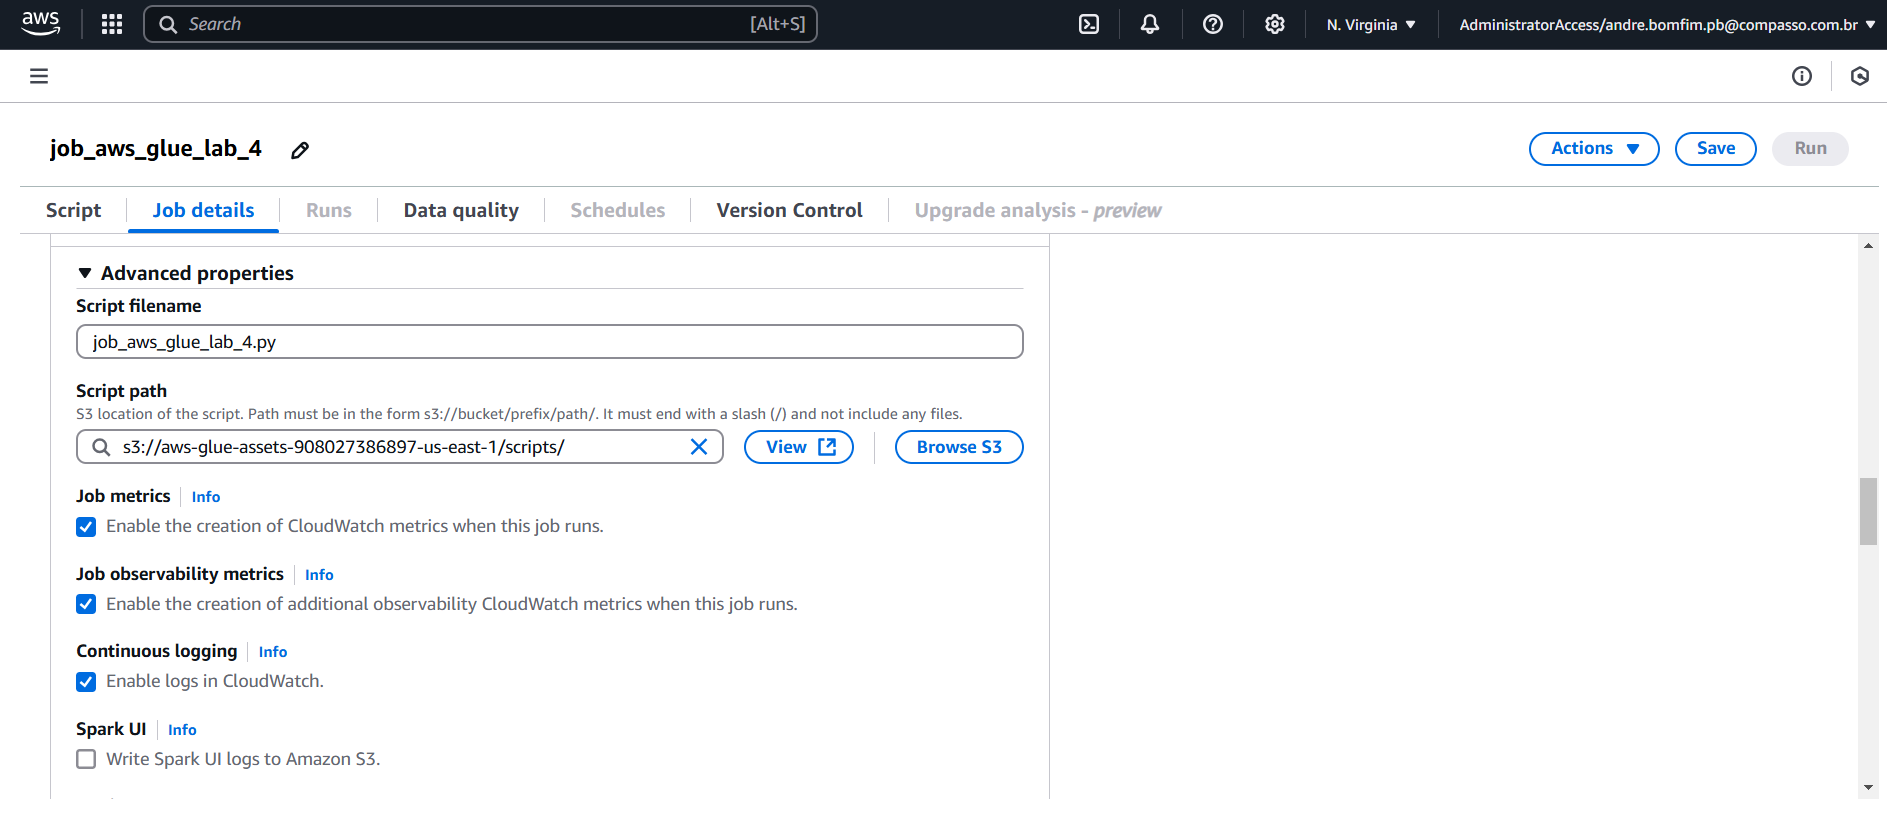 aws
Search [Alt+S]
N. Virginia
AdministratorAccess/andre.bomfim.pb@compasso.com.br
job_aws_glue_lab_4
Actions
Save
Run
Script
Job details
Runs
Data quality
Schedules
Version Control
Upgrade analysis - preview
Advanced properties
Script filename
job_aws_glue_lab_4.py
Script path
S3 location of the script. Path must be in the form s3://bucket/prefix/path/. It must end with a slash (/) and not include any files.
s3://aws-glue-assets-908027386897-us-east-1/scripts/
View
Browse S3
Job metrics Info
Enable the creation of CloudWatch metrics when this job runs.
Job observability metrics Info
Enable the creation of additional observability CloudWatch metrics when this job runs.
Continuous logging Info
Enable logs in CloudWatch.
Spark UI Info
Write Spark UI logs to Amazon S3.